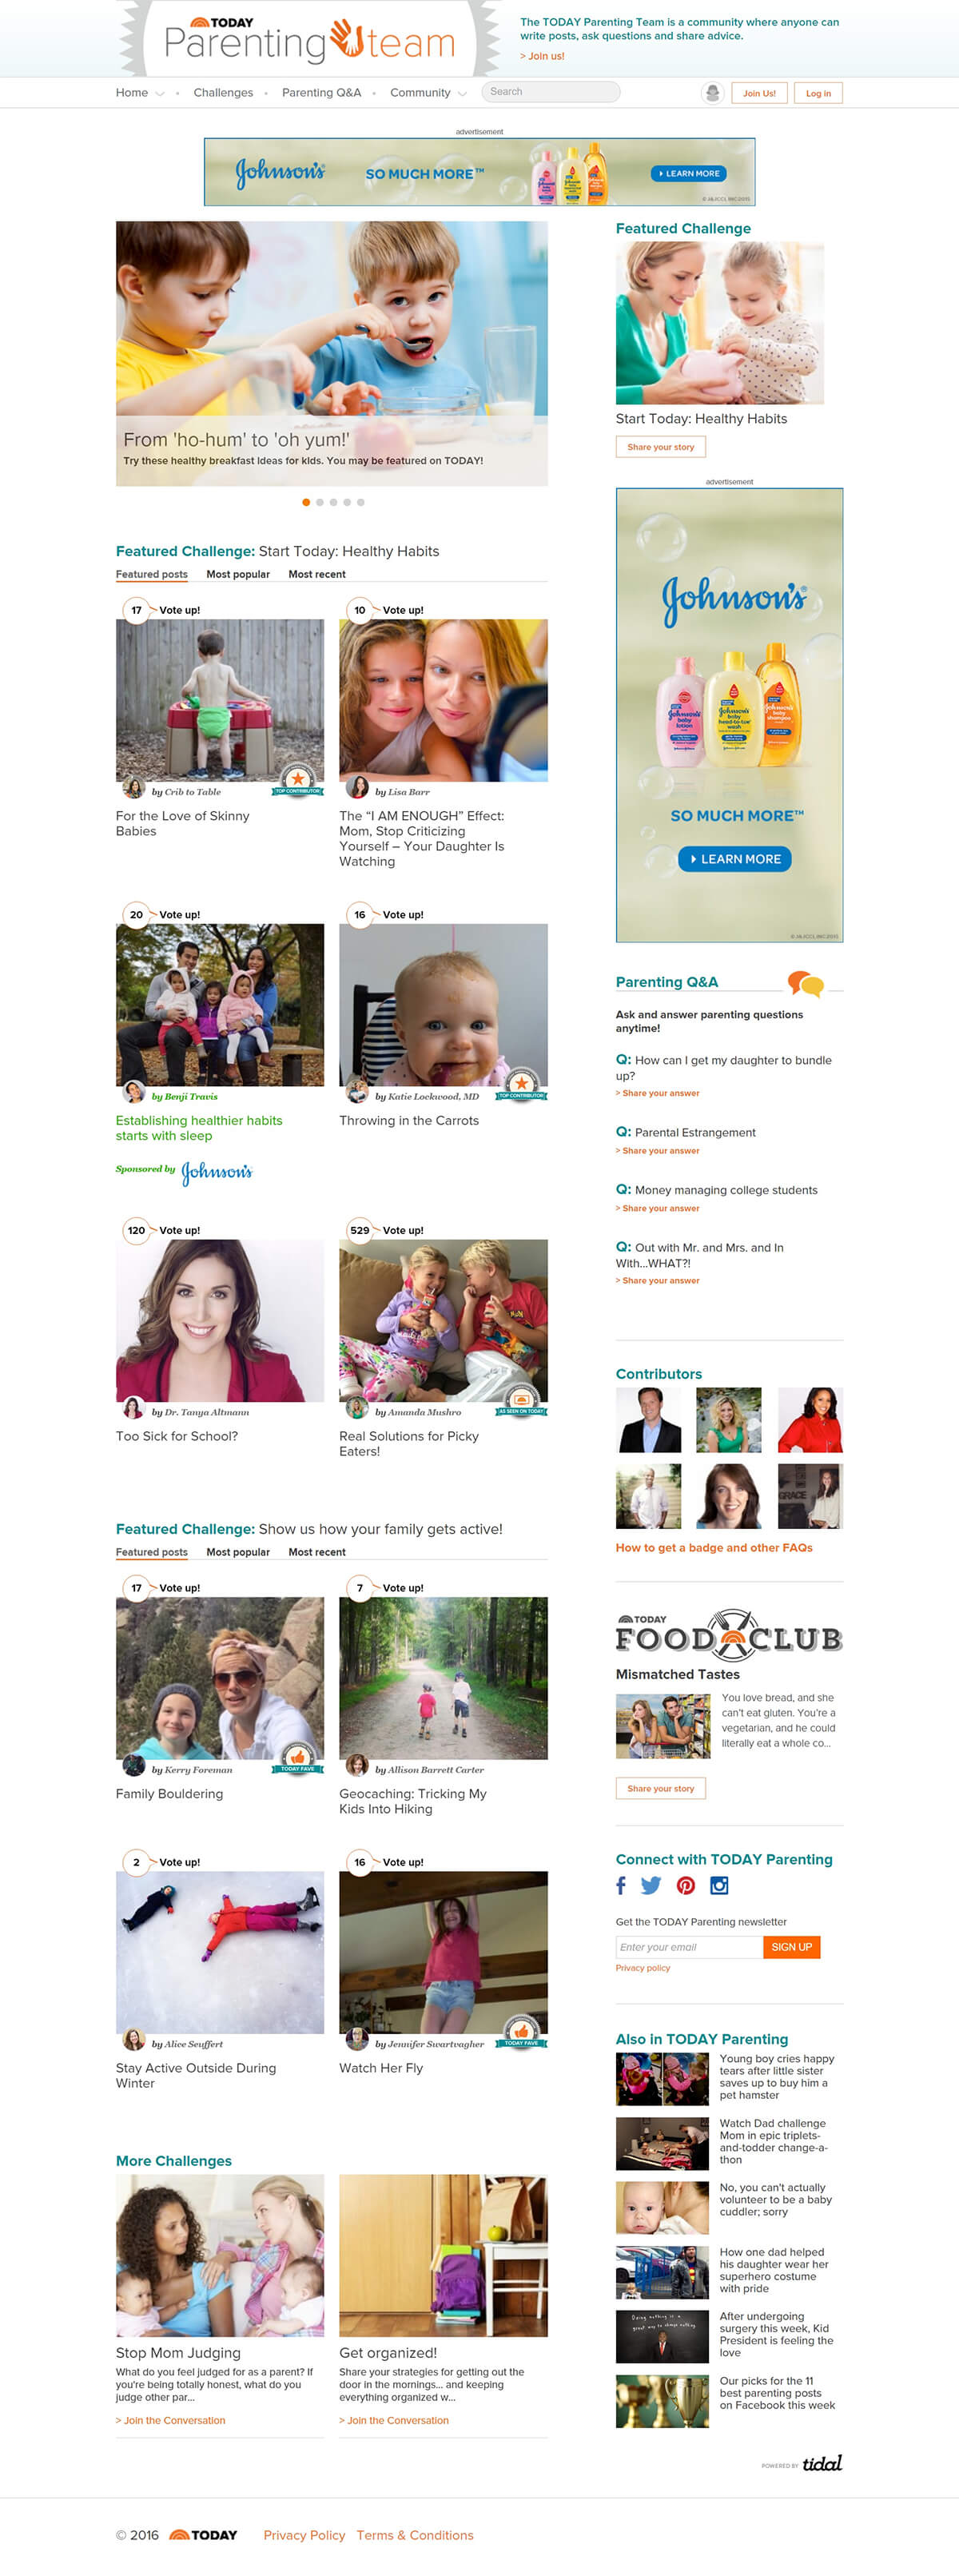 TODAY
Parenting team
The TODAY Parenting Team is a community where anyone can
write posts, ask questions and share advice.
> Join us!
Home
Challenges
Parenting Q&A
Community
Search
Join Us!
Log in
advertisement
Johnson's
SO MUCH MORE™
LEARN MORE
From 'ho-hum' to 'oh yum!'
Try these healthy breakfast ideas for kids. You may be featured on TODAY!
Featured Challenge
Start Today: Healthy Habits
Share your story
advertisement
Johnson's
Johnson's
baby
lotion
Johnson's
baby
head-to-toe
wash
Johnson's
baby
shampoo
SO MUCH MORE™
LEARN MORE
Featured Challenge: Start Today: Healthy Habits
Featured posts
Most popular
Most recent
17 Vote up!
by Crib to Table
TOP CONTRIBUTOR
For the Love of Skinny
Babies
10 Vote up!
by Lisa Barr
The “I AM ENOUGH” Effect:
Mom, Stop Criticizing
Yourself – Your Daughter Is
Watching
20 Vote up!
by Benji Travis
Establishing healthier habits
starts with sleep
Sponsored by Johnson's
16 Vote up!
by Katie Lockwood, MD
TOP CONTRIBUTOR
Throwing in the Carrots
120 Vote up!
by Dr. Tanya Altmann
Too Sick for School?
529 Vote up!
by Amanda Mushro
AS SEEN ON TODAY
Real Solutions for Picky
Eaters!
Featured Challenge: Show us how your family gets active!
Featured posts
Most popular
Most recent
17 Vote up!
by Kerry Foreman
TODAY FAVE
Family Bouldering
7 Vote up!
by Allison Barrett Carter
Geocaching: Tricking My
Kids Into Hiking
2 Vote up!
by Alice Seuffert
Stay Active Outside During
Winter
16 Vote up!
by Jennifer Swartvagher
TODAY FAVE
Watch Her Fly
More Challenges
Stop Mom Judging
What do you feel judged for as a parent? If
you're being totally honest, what do you
judge other par...
> Join the Conversation
Get organized!
Share your strategies for getting out the
door in the mornings... and keeping
everything organized w...
> Join the Conversation
Parenting Q&A
Ask and answer parenting questions
anytime!
Q: How can I get my daughter to bundle
up?
> Share your answer
Q: Parental Estrangement
> Share your answer
Q: Money managing college students
> Share your answer
Q: Out with Mr. and Mrs. and In
With...WHAT?!
> Share your answer
Contributors
GRACE
How to get a badge and other FAQs
TODAY
FOOD CLUB
Mismatched Tastes
You love bread, and she
can't eat gluten. You're a
vegetarian, and he could
literally eat a whole co...
Share your story
Connect with TODAY Parenting
Get the TODAY Parenting newsletter
Enter your email
SIGN UP
Privacy policy
Also in TODAY Parenting
Young boy cries happy
tears after little sister
saves up to buy him a
pet hamster
Watch Dad challenge
Mom in epic triplets-
and-todder change-a-
thon
No, you can't actually
volunteer to be a baby
cuddler; sorry
How one dad helped
his daughter wear her
superhero costume
with pride
Doing nothing is a
great way to change nothing
After undergoing
surgery this week, Kid
President is feeling the
love
Our picks for the 11
best parenting posts
on Facebook this week
POWERED BY tidal
© 2016
TODAY
Privacy Policy
Terms & Conditions